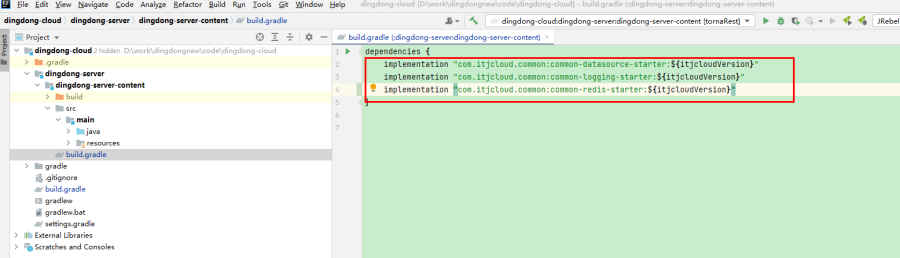 File Edit View Navigate Code Analyze Refactor Build Run Tools Git Window Help dingdong-cloud [D:\work\dingdongnew\code\dingdong-cloud] - build.gradle (:dingdong-server:dingdong-server-content)
dingdong-cloud dingdong-server dingdong-server-content build.gradle dingdong-cloud:dingdong-server:dingdong-server-content [tornaRest] JRebel
Project build.gradle (:dingdong-server:dingdong-server-content)
Project
dingdong-cloud 2 hidden D:\work\dingdongnew\code\dingdong-cloud
.gradle
dingdong-server
dingdong-server-content
build
src
main
java
resources
build.gradle
gradle
.gitignore
build.gradle
gradlew
gradlew.bat
settings.gradle
External Libraries
Scratches and Consoles
1 dependencies {
2 implementation "com.itjcloud.common:common-datasource-starter:${itjcloudVersion}"
3 implementation "com.itjcloud.common:common-logging-starter:${itjcloudVersion}"
4 implementation "com.itjcloud.common:common-redis-starter:${itjcloudVersion}"
5 }
6
7